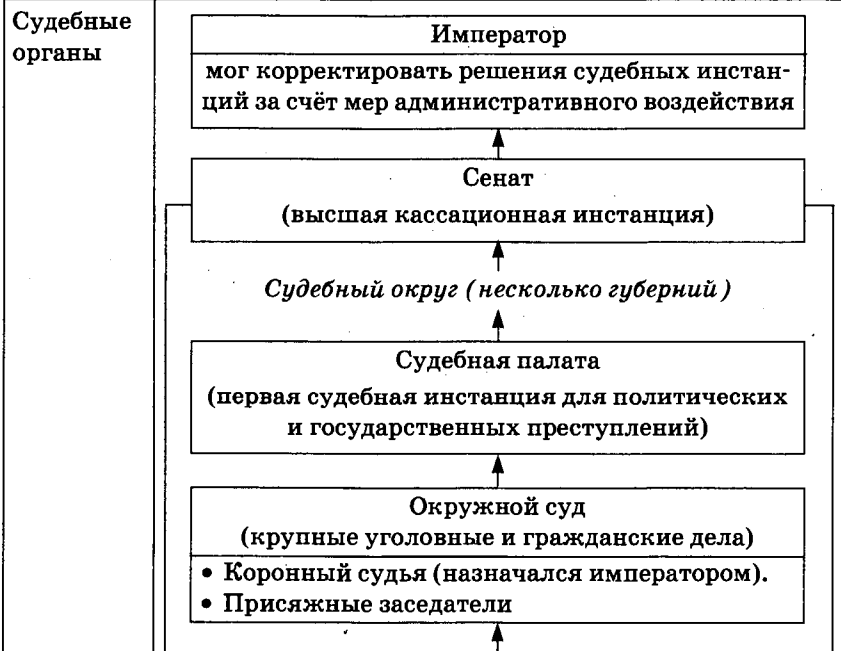 Судебные
органы
Император
мог корректировать решения судебных инстан-
ций за счёт мер административного воздействия
Сенат
(высшая кассационная инстанция)
Судебный округ (несколько губерний)
Судебная палата
(первая судебная инстанция для политических
и государственных преступлений)
Окружной суд
(крупные уголовные и гражданские дела)
• Коронный судья (назначался императором).
• Присяжные заседатели